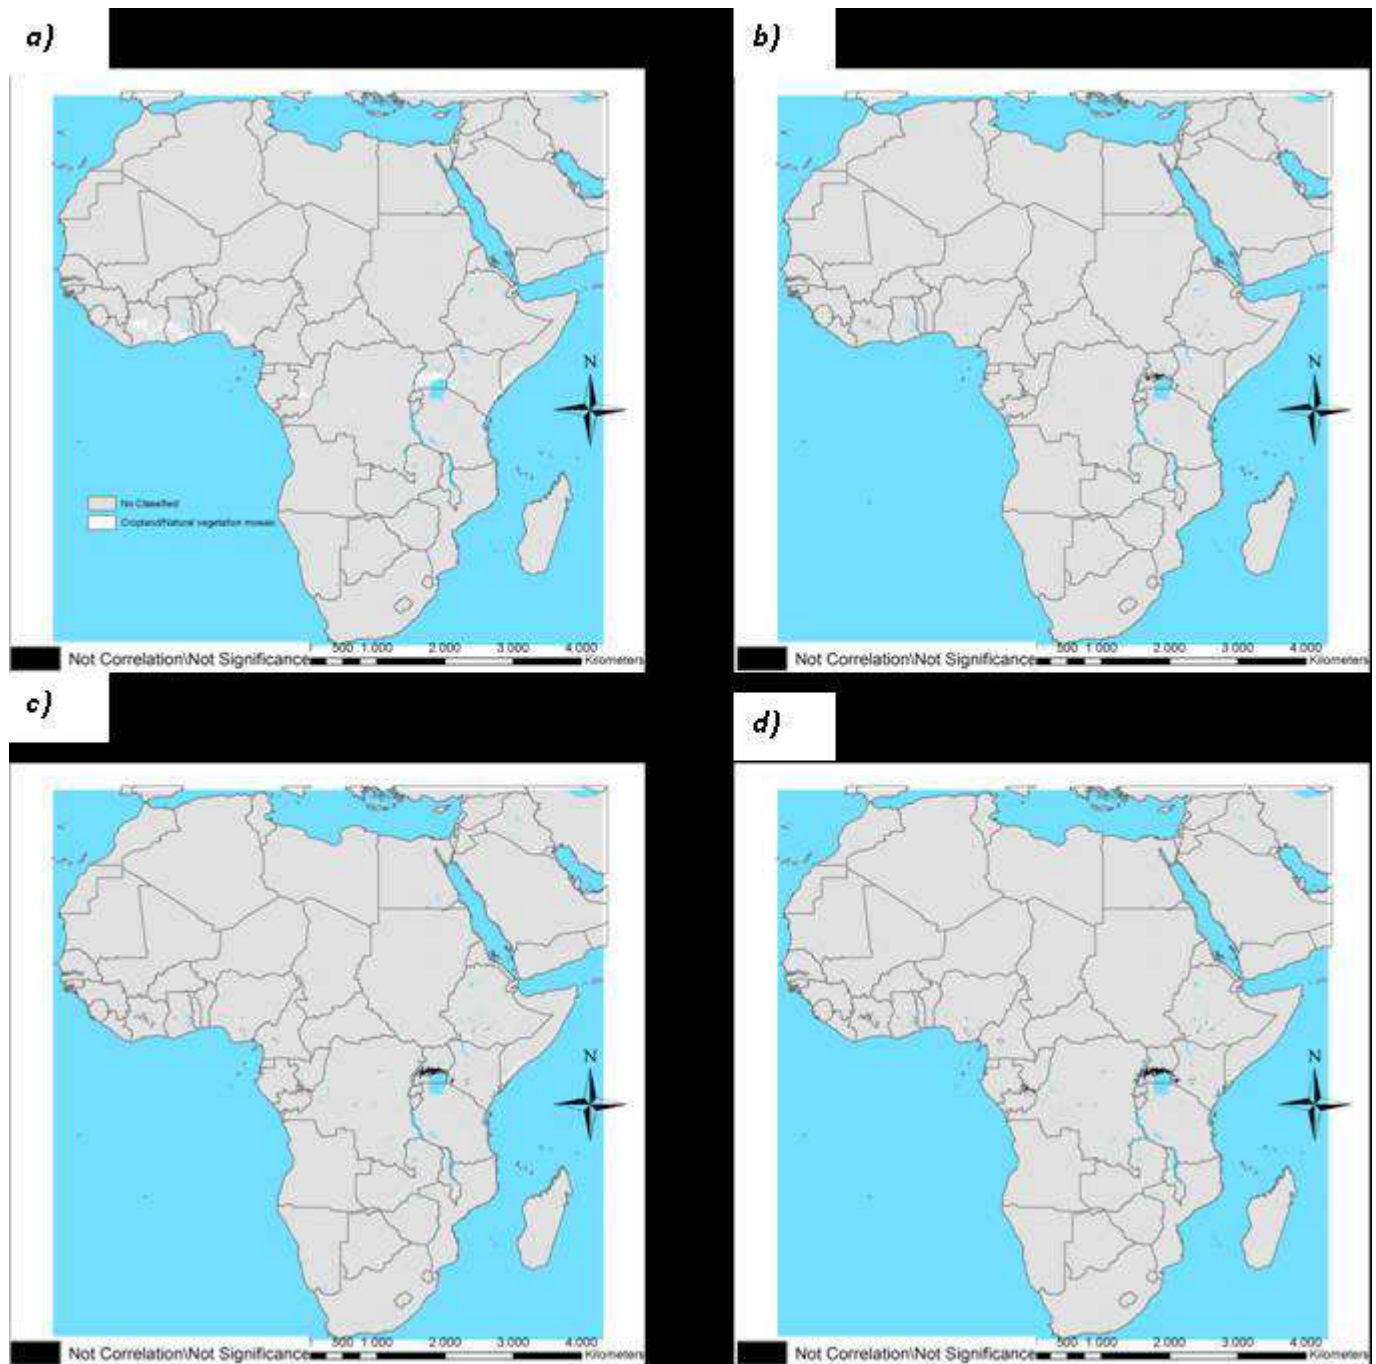 a)
N
No Classified
Cropland/Natural vegetation mosaic
500 1.000 2.000 3.000 4.000
Not Correlation\Not Significance
Kilometers
b)
N
500 1.000 2.000 3.000 4.000
Not Correlation\Not Significance
Kilometers
c)
N
500 1.000 2.000 3.000 4.000
Not Correlation\Not Significance
Kilometers
d)
N
500 1.000 2.000 3.000 4.000
Not Correlation\Not Significance
Kilometers